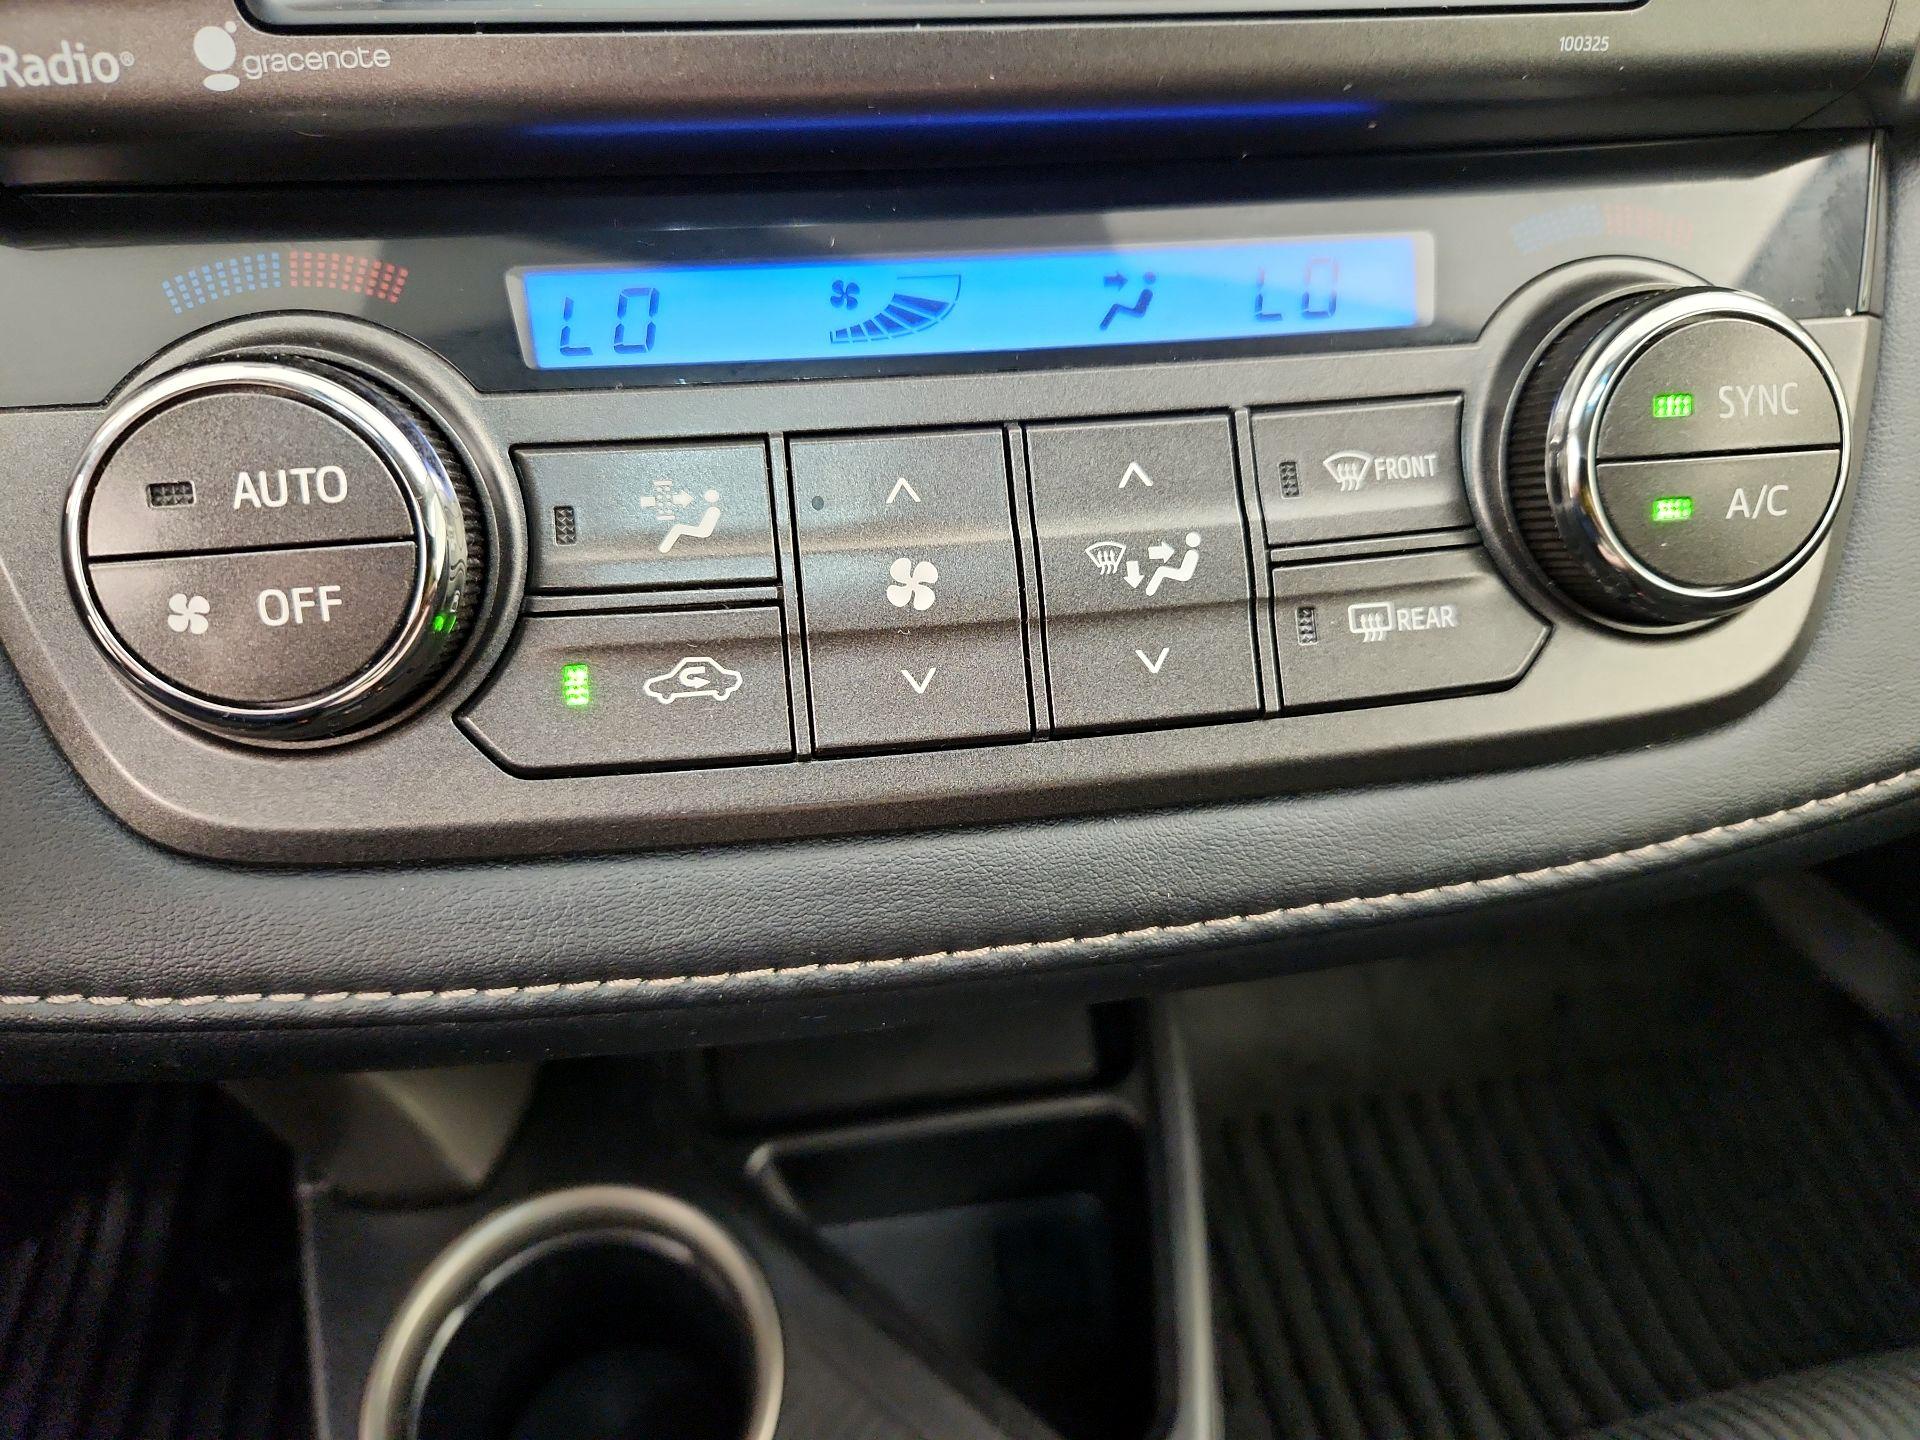 Radio®
gracenote
100325
LO
LO
AUTO
OFF
FRONT
REAR
SYNC
A/C